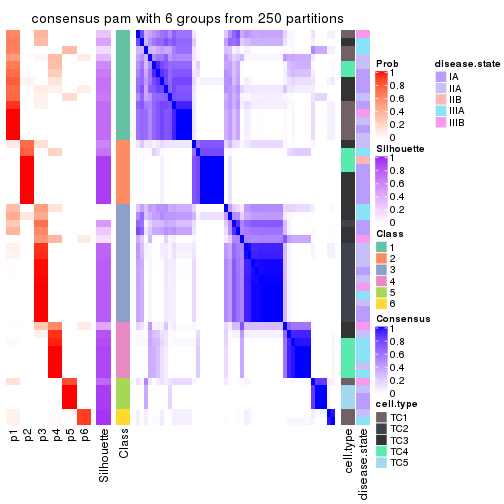 consensus pam with 6 groups from 250 partitions
Prob
1
0.8
0.6
0.4
0.2
0
Silhouette
1
0.8
0.6
0.4
0.2
0
Class
1
2
3
4
5
6
Consensus
1
0.8
0.6
0.4
0.2
0
cell.type
TC1
TC2
TC3
TC4
TC5
disease.state
IA
IIA
IIB
IIIA
IIIB
p1
p2
p3
p4
p5
p6
Silhouette
Class
cell.type
disease.state